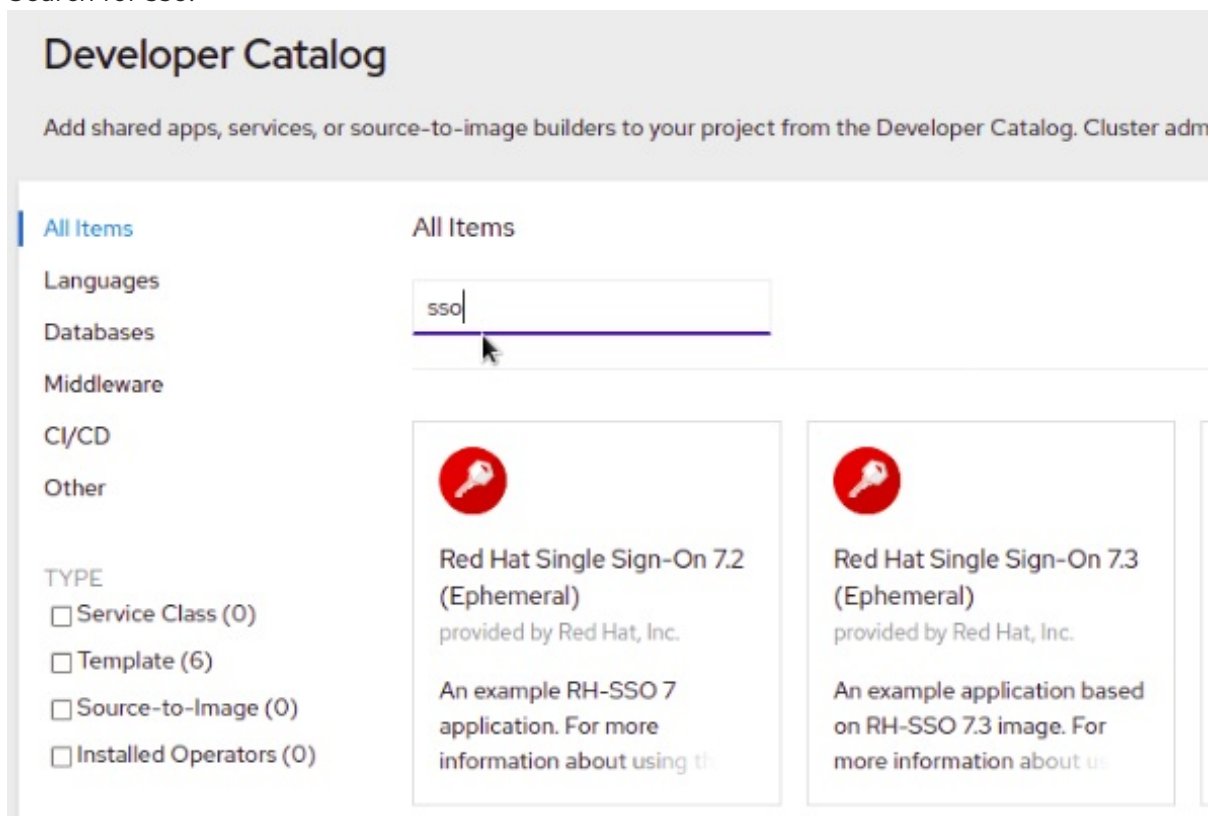 Developer Catalog
Add shared apps, services, or source-to-image builders to your project from the Developer Catalog. Cluster adm
All Items
Languages
Databases
Middleware
CI/CD
Other
TYPE
Service Class (0)
Template (6)
Source-to-Image (0)
Installed Operators (0)
All Items
sso
Red Hat Single Sign-On 7.2
(Ephemeral)
provided by Red Hat, Inc.
An example RH-SSO 7
application. For more
information about using th
Red Hat Single Sign-On 7.3
(Ephemeral)
provided by Red Hat, Inc.
An example application based
on RH-SSO 7.3 image. For
more information about us